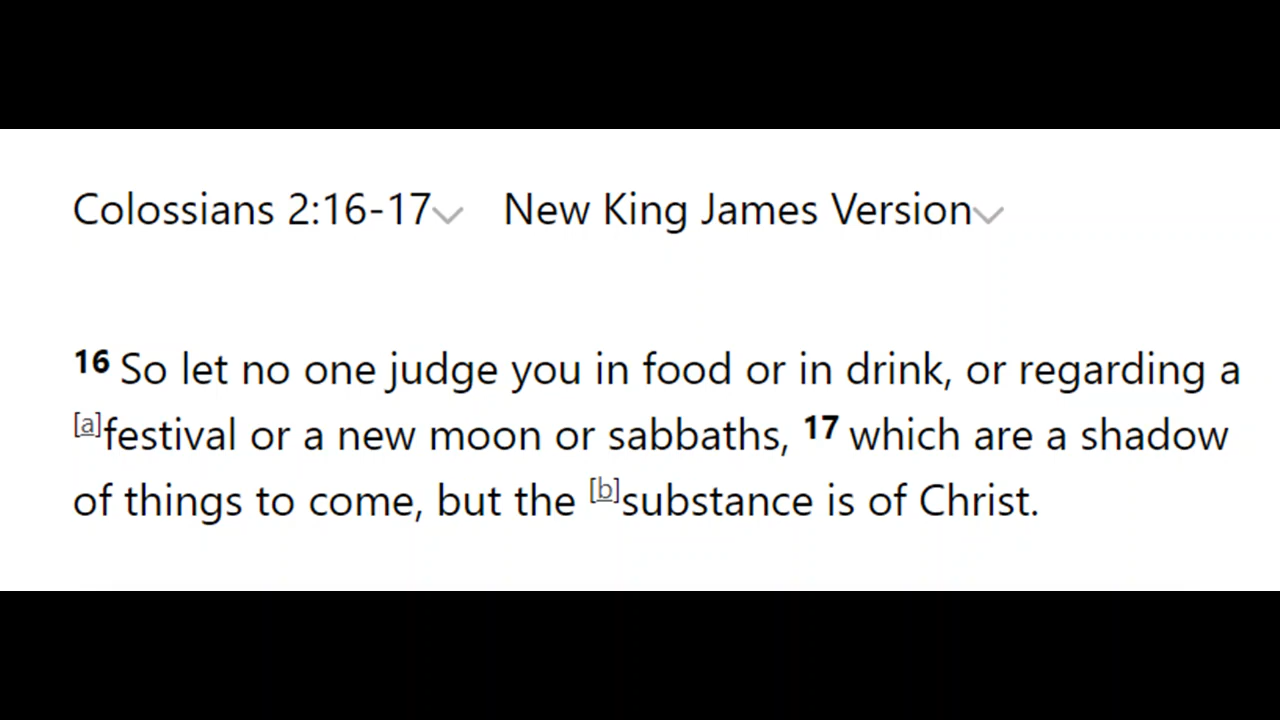 Colossians 2:16-17 New King James Version
16 So let no one judge you in food or in drink, or regarding a
[a]festival or a new moon or sabbaths, 17 which are a shadow
of things to come, but the [b]substance is of Christ.